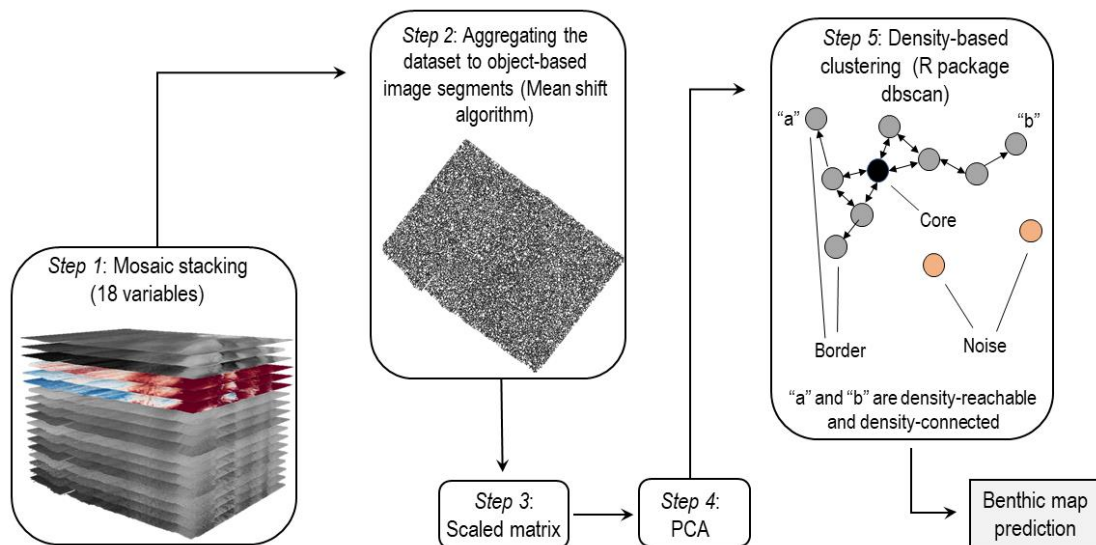 Step 1: Mosaic stacking
(18 variables)
Step 2: Aggregating the
dataset to object-based
image segments (Mean shift
algorithm)
Step 3:
Scaled matrix
Step 4:
PCA
Step 5: Density-based
clustering (R package
dbscan)
“a”
“b”
Core
Border
Noise
“a” and “b” are density-reachable
and density-connected
Benthic map
prediction